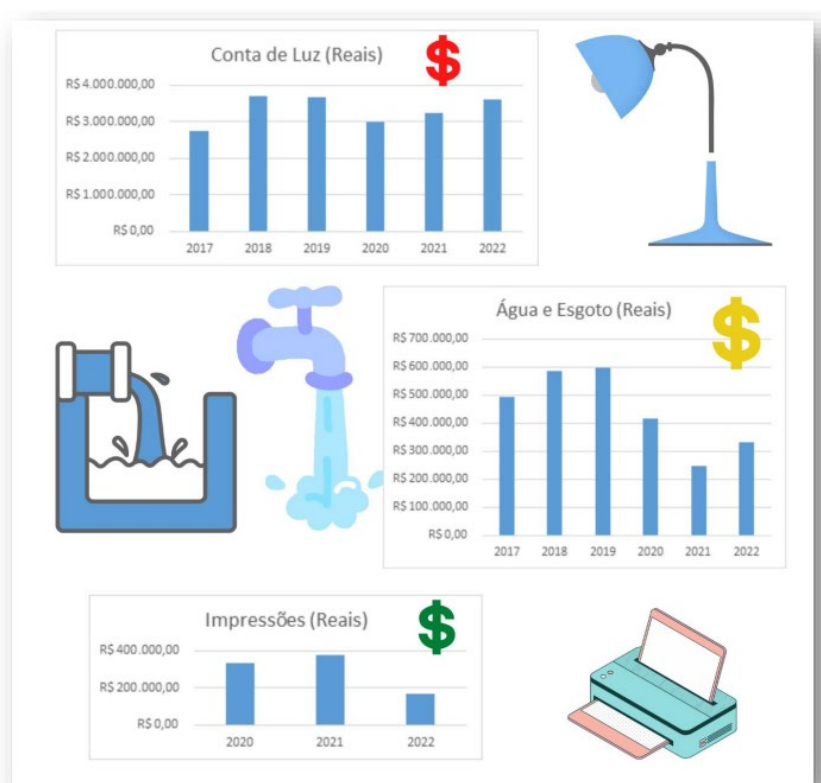 Conta de Luz (Reais)
$
R$ 4.000.000,00
R$ 3.000.000,00
R$ 2.000.000,00
R$ 1.000.000,00
R$ 0,00
2017 2018 2019 2020 2021 2022
Água e Esgoto (Reais)
$
R$ 700.000,00
R$ 600.000,00
R$ 500.000,00
R$ 400.000,00
R$ 300.000,00
R$ 200.000,00
R$ 100.000,00
R$ 0,00
2017 2018 2019 2020 2021 2022
Impressões (Reais)
$
R$ 400.000,00
R$ 200.000,00
R$ 0,00
2020 2021 2022